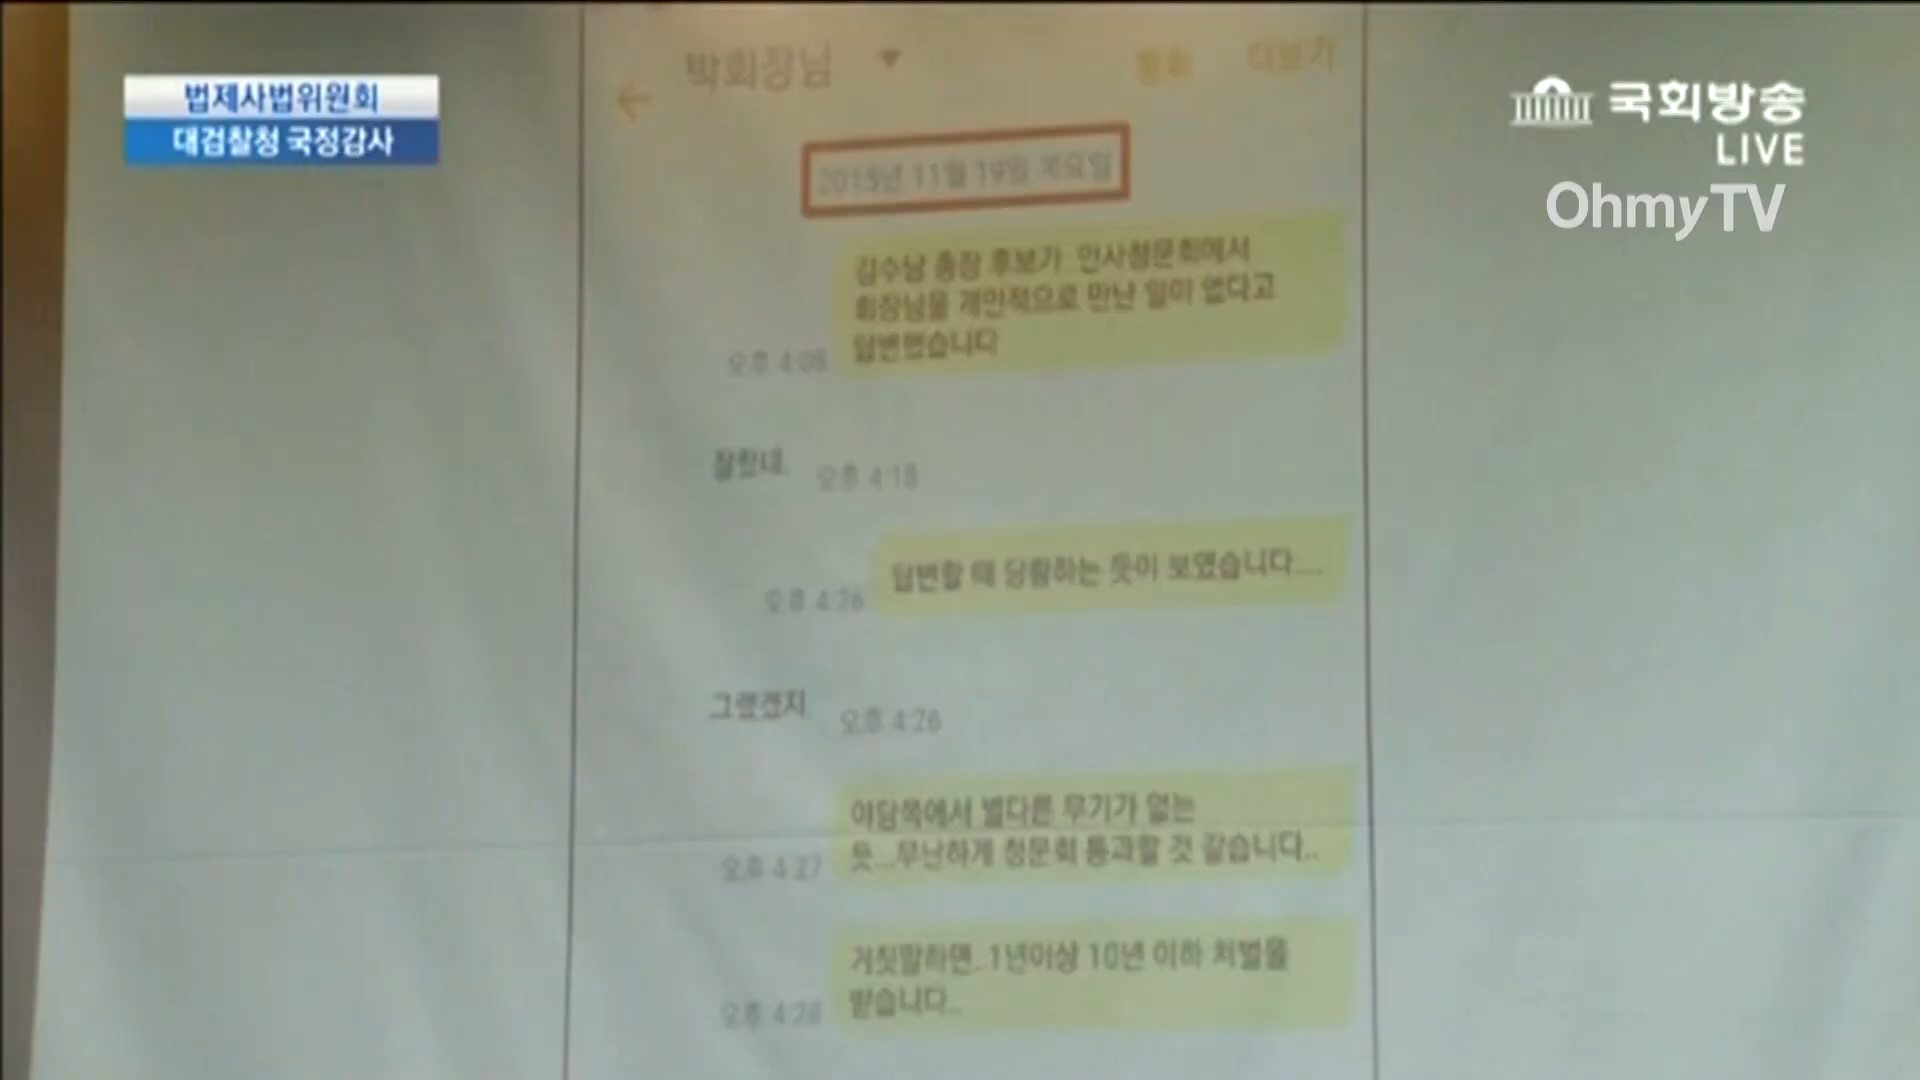 법제사법위원회
대검찰청 국정감사
국회방송
LIVE
OhmyTV
박회장님
통화 더보기
2015년 11월 19일 목요일
김수남 총장 후보가 인사청문회에서
회장님을 개인적으로 만난 일이 없다고
답변했습니다
오후 4:08
잘했네.
오후 4:18
답변할 때 당황하는 듯이 보였습니다....
오후 4:26
그랬겠지
오후 4:26
야당쪽에서 별다른 무기가 없는
듯...무난하게 청문회 통과할 것 같습니다..
오후 4:27
거짓말하면..1년이상 10년 이하 처벌을
받습니다..
오후 4:28